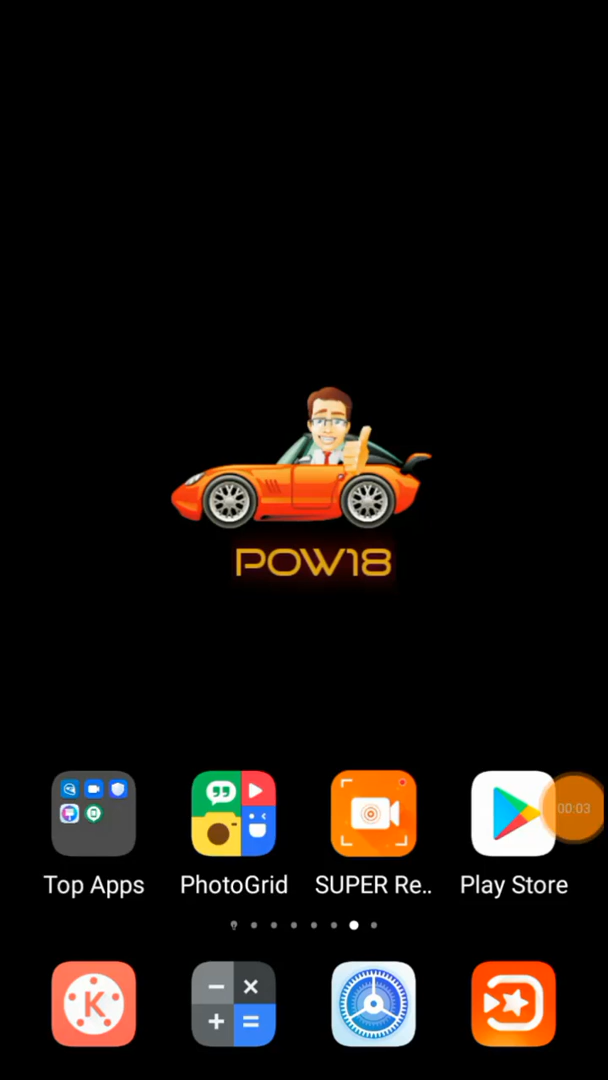 POW18
00:03
Top Apps
PhotoGrid
SUPER Re..
Play Store
K